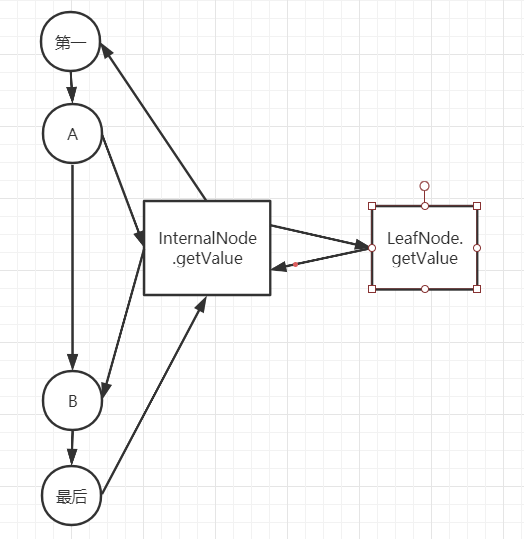 第一
A
InternalNode
.getValue
LeafNode.
getValue
B
最后